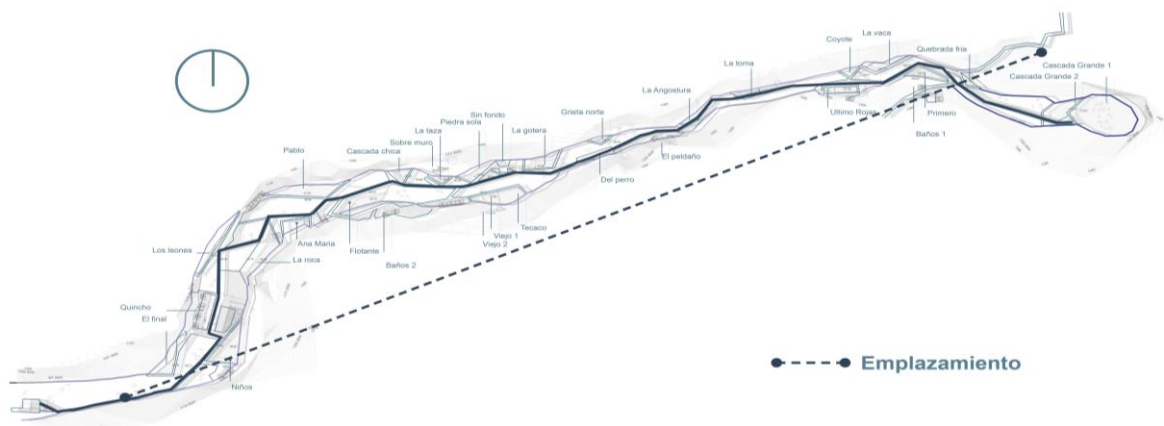 Coyote
La vaca
Quebrada fria
Cascada Grande 1
Cascada Grande 2
La toma
La Angostura
Ultimo Rojas
Primero
Baños 1
Grieta norte
El peldaño
Del perro
Sin fondo
Piedra sola
La gotera
La taza
Sobre muro
Cascada chica
Pablo
Tecaco
Viejo 1
Viejo 2
Baños 2
Flotante
Ana Maria
La roca
Los leones
Quincho
El final
Niños
Emplazamiento